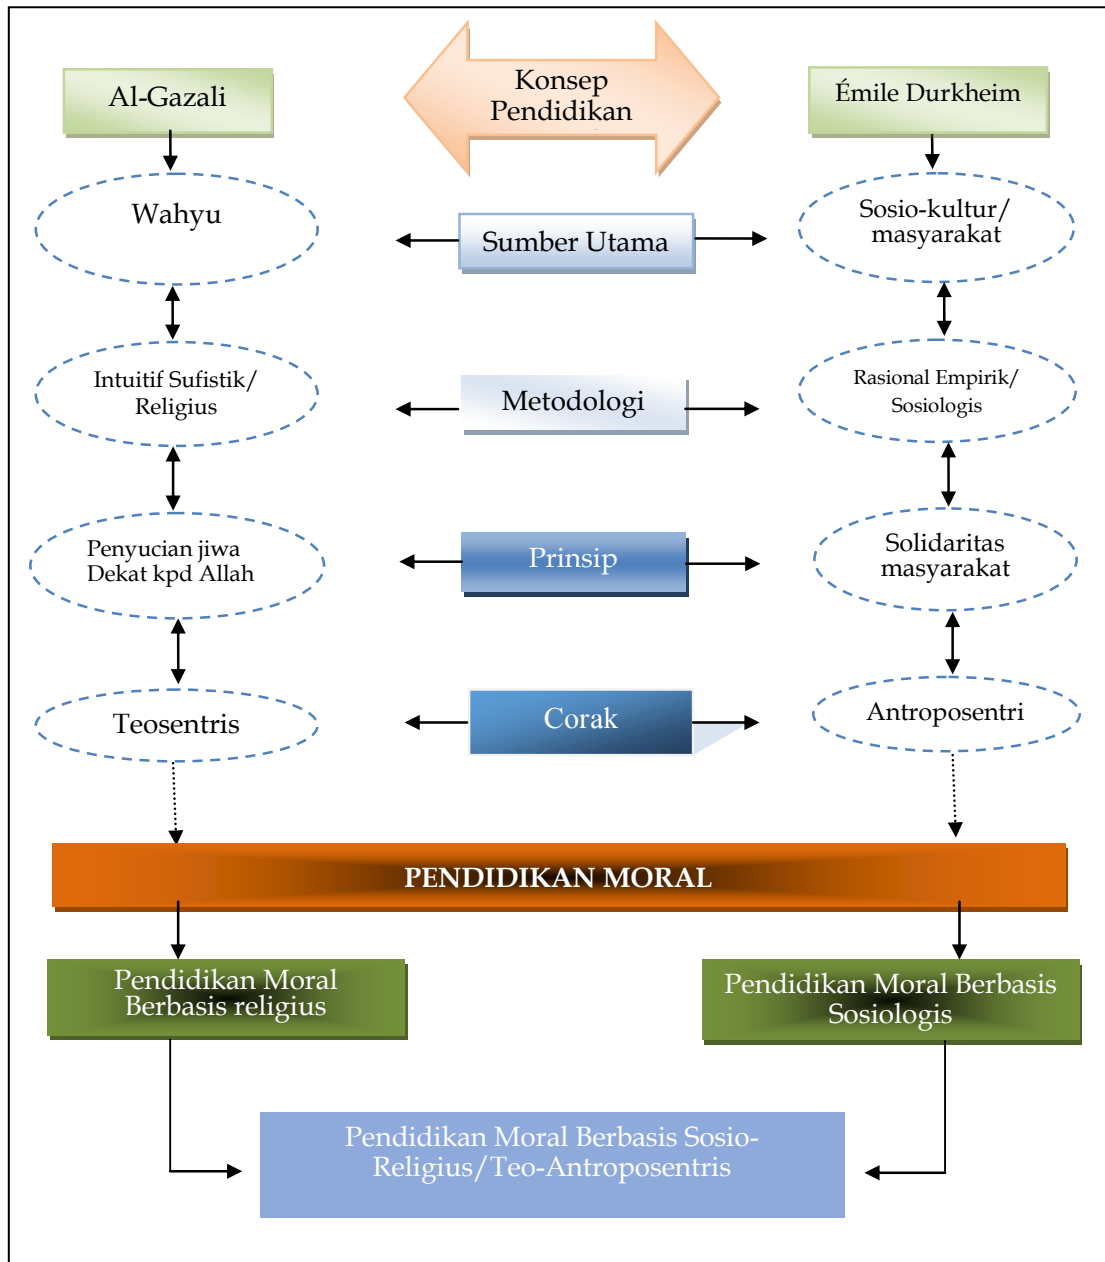 Al-Gazali
Konsep
Pendidikan
Émile Durkheim
Wahyu
Sumber Utama
Sosio-kultur/
masyarakat
Intuitif Sufistik/
Religius
Metodologi
Rasional Empirik/
Sosiologis
Penyucian jiwa
Dekat kpd Allah
Prinsip
Solidaritas
masyarakat
Teosentris
Corak
Antroposentri
PENDIDIKAN MORAL
Pendidikan Moral
Berbasis religius
Pendidikan Moral Berbasis
Sosiologis
Pendidikan Moral Berbasis Sosio-
Religius/Teo-Antroposentris